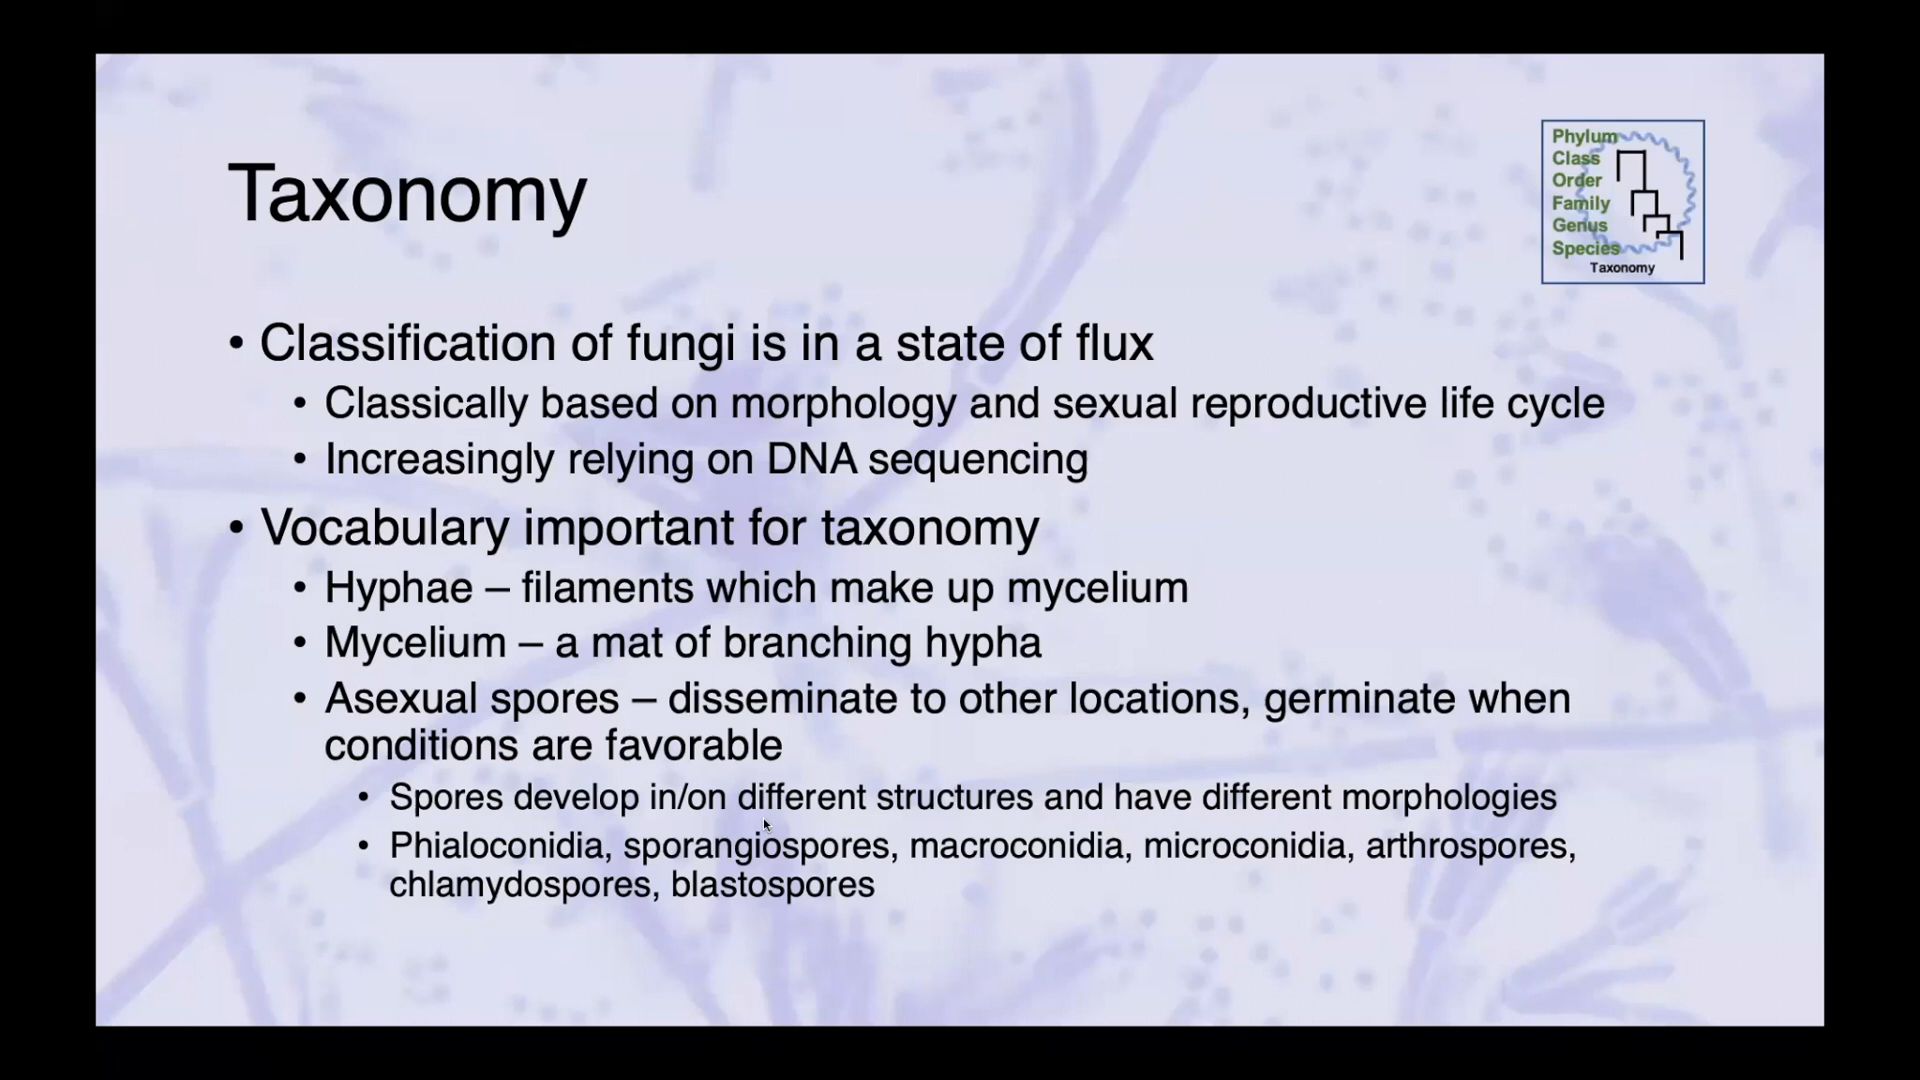 Taxonomy
Phylum
Class
Order
Family
Genus
Species
Taxonomy
• Classification of fungi is in a state of flux
• Classically based on morphology and sexual reproductive life cycle
• Increasingly relying on DNA sequencing
• Vocabulary important for taxonomy
• Hyphae – filaments which make up mycelium
• Mycelium – a mat of branching hypha
• Asexual spores – disseminate to other locations, germinate when
conditions are favorable
• Spores develop in/on different structures and have different morphologies
• Phialoconidia, sporangiospores, macroconidia, microconidia, arthrospores,
chlamydospores, blastospores